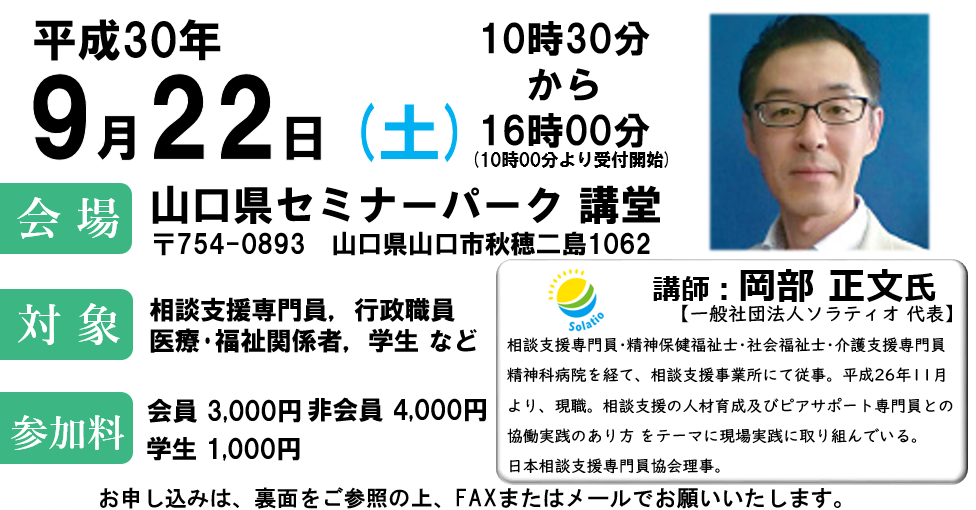 平成30年
9月22日(土)
10時30分
から
16時00分
(10時00分より受付開始)
会場
山口県セミナーパーク 講堂
〒754-0893 山口県山口市秋穂二島1062
対象
相談支援専門員，行政職員
医療・福祉関係者，学生 など
参加料
会員 3,000円 非会員 4,000円
学生 1,000円
Solatio
講師：岡部 正文氏
【一般社団法人ソラティオ 代表】
相談支援専門員・精神保健福祉士・社会福祉士・介護支援専門員
精神科病院を経て、相談支援事業所にて従事。平成26年11月
より、現職。相談支援の人材育成及びピアサポート専門員との
協働実践のあり方 をテーマに現場実践に取り組んでいる。
日本相談支援専門員協会理事。
お申し込みは、裏面をご参照の上、FAXまたはメールでお願いいたします。